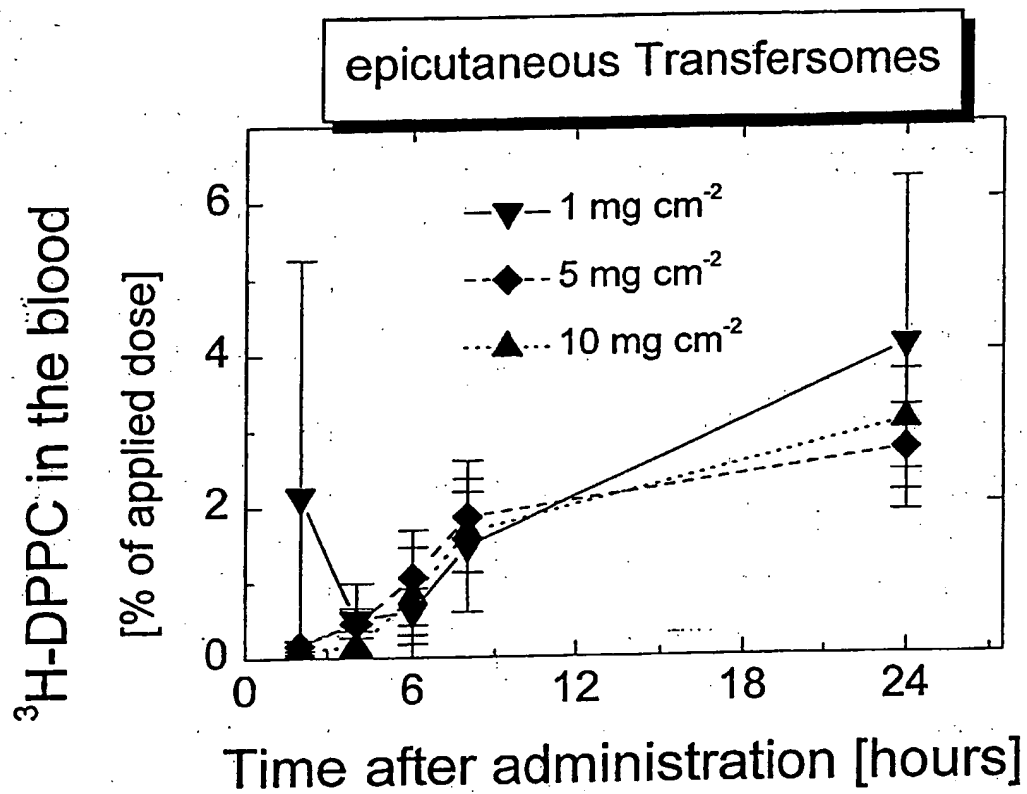 epicutaneous Transfersomes
³H-DPPC in the blood
[% of applied dose]
6
4
2
0
1 mg cm⁻²
5 mg cm⁻²
10 mg cm⁻²
0 6 12 18 24
Time after administration [hours]